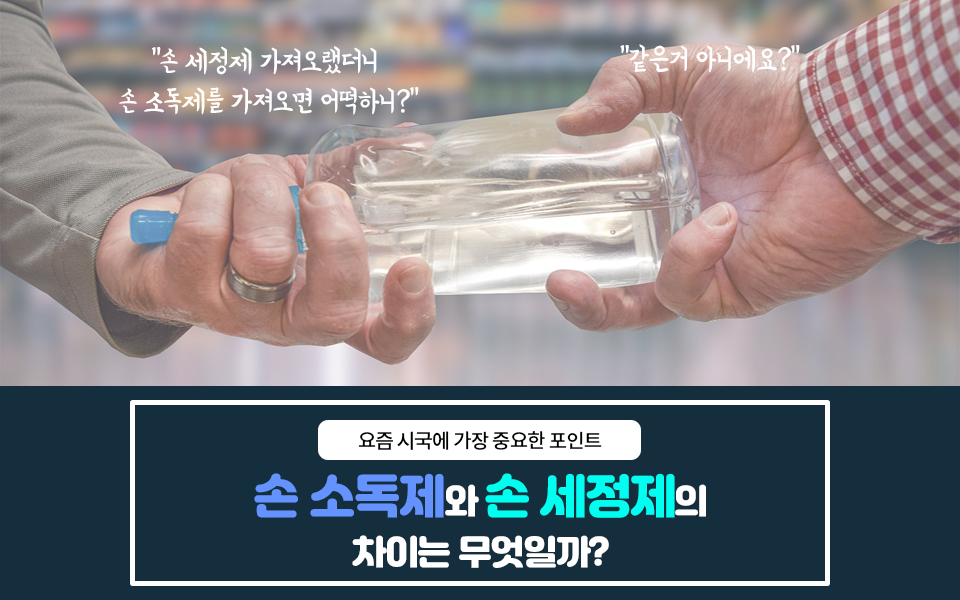 "손 세정제 가져오랬더니
손 소독제를 가져오면 어떡하니?"
"같은거 아니에요?"
요즘 시국에 가장 중요한 포인트
손 소독제와 손 세정제의
차이는 무엇일까?